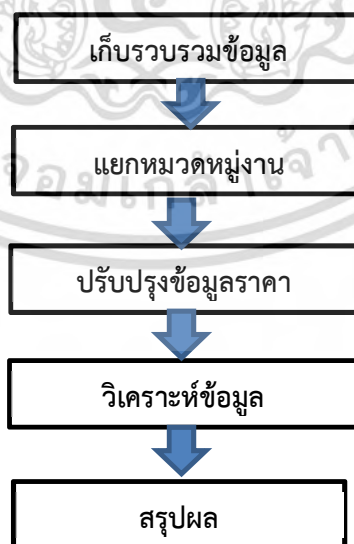 เก็บรวบรวมข้อมูล
แยกหมวดหมู่งาน
ปรับปรุงข้อมูลราคา
วิเคราะห์ข้อมูล
สรุปผล